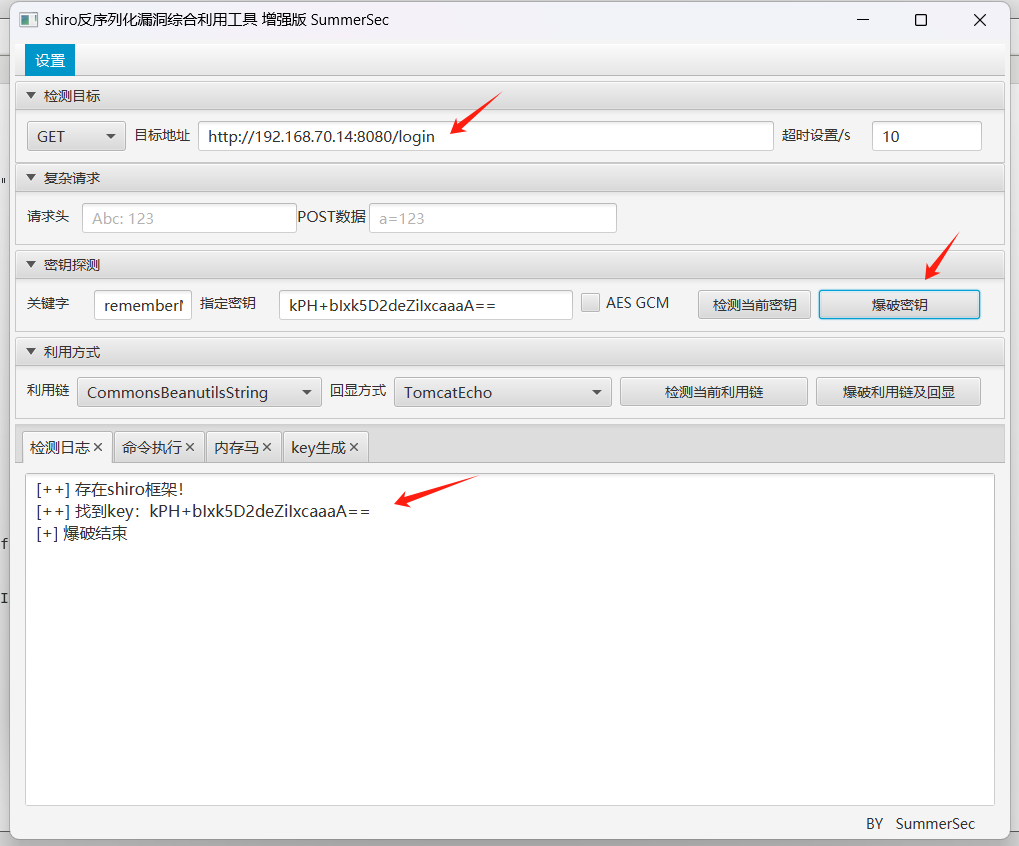 shiro反序列化漏洞综合利用工具 增强版 SummerSec
设置
检测目标
GET 目标地址 http://192.168.70.14:8080/login 超时设置/s 10
复杂请求
请求头 Abc: 123 POST数据 a=123
密钥探测
关键字 remember 指定密钥 kPH+bIxk5D2deZiIxcaaaA== AES GCM 检测当前密钥 爆破密钥
利用方式
利用链 CommonsBeanutilsString 回显方式 TomcatEcho 检测当前利用链 爆破利用链及回显
检测日志 命令执行 内存马 key生成
[++] 存在shiro框架!
[++] 找到key: kPH+bIxk5D2deZiIxcaaaA==
[+] 爆破结束
BY SummerSec